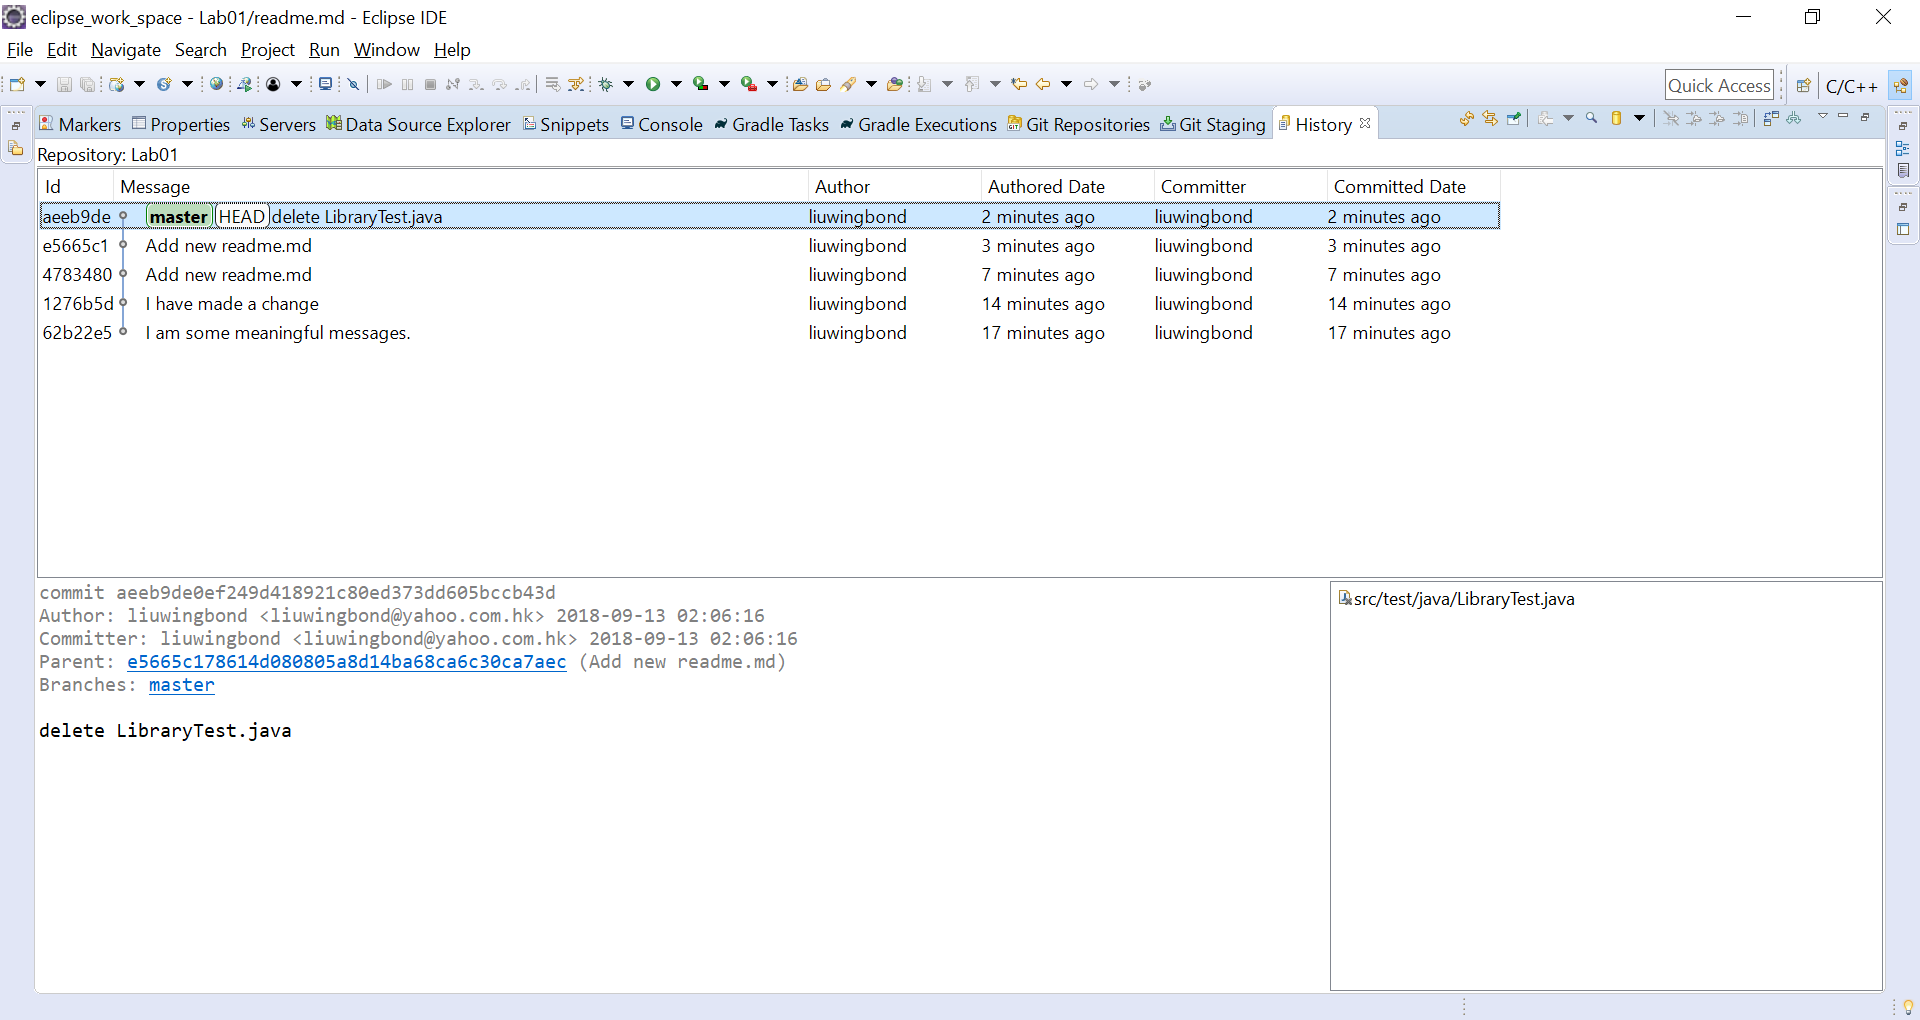 eclipse_work_space - Lab01/readme.md - Eclipse IDE
File Edit Navigate Search Project Run Window Help
Quick Access C/C++
Markers Properties Servers Data Source Explorer Snippets Console Gradle Tasks Gradle Executions Git Repositories Git Staging History
Repository: Lab01
Id Message Author Authored Date Committer Committed Date
aeeb9de master HEAD delete LibraryTest.java liuwingbond 2 minutes ago liuwingbond 2 minutes ago
e5665c1 Add new readme.md liuwingbond 3 minutes ago liuwingbond 3 minutes ago
4783480 Add new readme.md liuwingbond 7 minutes ago liuwingbond 7 minutes ago
1276b5d I have made a change liuwingbond 14 minutes ago liuwingbond 14 minutes ago
62b22e5 I am some meaningful messages. liuwingbond 17 minutes ago liuwingbond 17 minutes ago
commit aeeb9de0ef249d418921c80ed373dd605bccb43d
Author: liuwingbond <liuwingbond@yahoo.com.hk> 2018-09-13 02:06:16
Committer: liuwingbond <liuwingbond@yahoo.com.hk> 2018-09-13 02:06:16
Parent: e5665c178614d080805a8d14ba68ca6c30ca7aec (Add new readme.md)
Branches: master
delete LibraryTest.java
src/test/java/LibraryTest.java